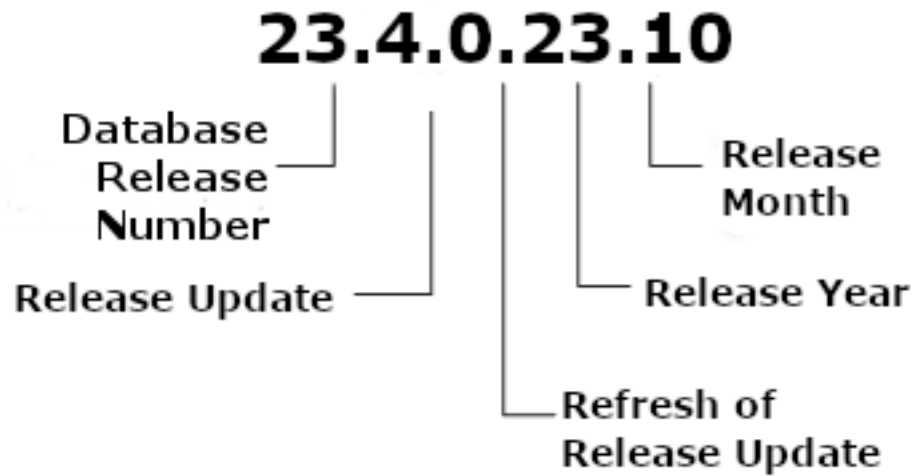 23.4.0.23.10
Database
Release
Number
Release Update
Release
Month
Release Year
Refresh of
Release Update